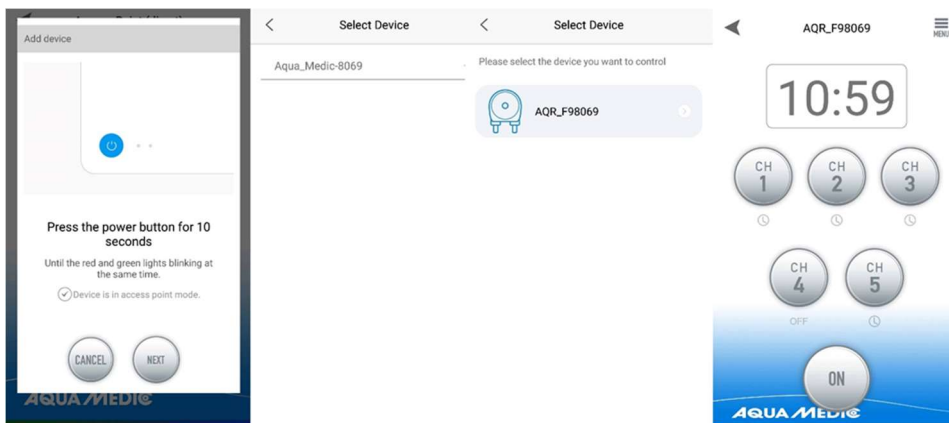 Add device
Press the power button for 10
seconds
Until the red and green lights blinking at
the same time.
Device is in access point mode.
CANCEL
NEXT
AQUA MEDIC
Select Device
Aqua_Medic-8069
Select Device
Please select the device you want to control
AQR_F98069
AQR_F98069
MENU
10:59
CH
1
CH
2
CH
3
CH
4
CH
5
OFF
ON
AQUA MEDIC